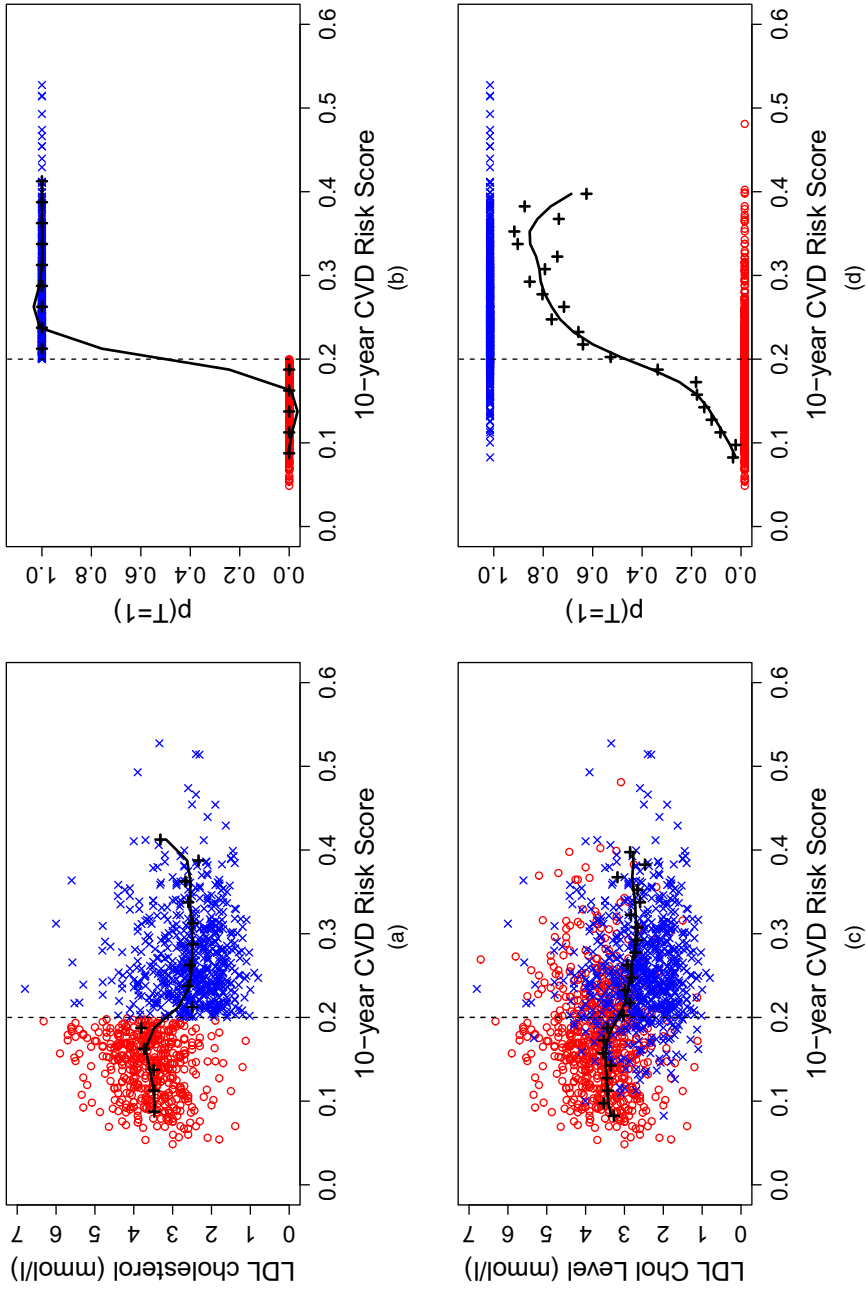 LDL cholesterol (mmol/l)
0 1 2 3 4 5 6 7
0.0 0.1 0.2 0.3 0.4 0.5 0.6
10−year CVD Risk Score
(a)
p(T=1)
0.0 0.2 0.4 0.6 0.8 1.0
0.0 0.1 0.2 0.3 0.4 0.5 0.6
10−year CVD Risk Score
(b)
LDL Chol Level (mmol/l)
1 2 3 4 5 6 7
0.0 0.1 0.2 0.3 0.4 0.5 0.6
10−year CVD Risk Score
(c)
p(T=1)
0.0 0.2 0.4 0.6 0.8 1.0
0.0 0.1 0.2 0.3 0.4 0.5 0.6
10−year CVD Risk Score
(d)